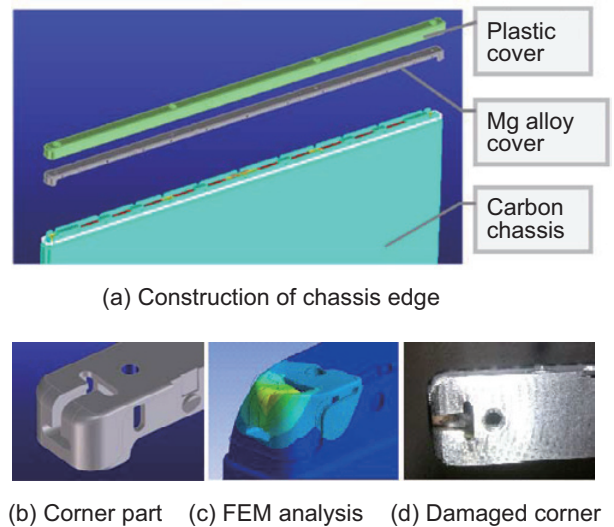 Plastic
cover
Mg alloy
cover
Carbon
chassis
(a) Construction of chassis edge
(b) Corner part (c) FEM analysis (d) Damaged corner